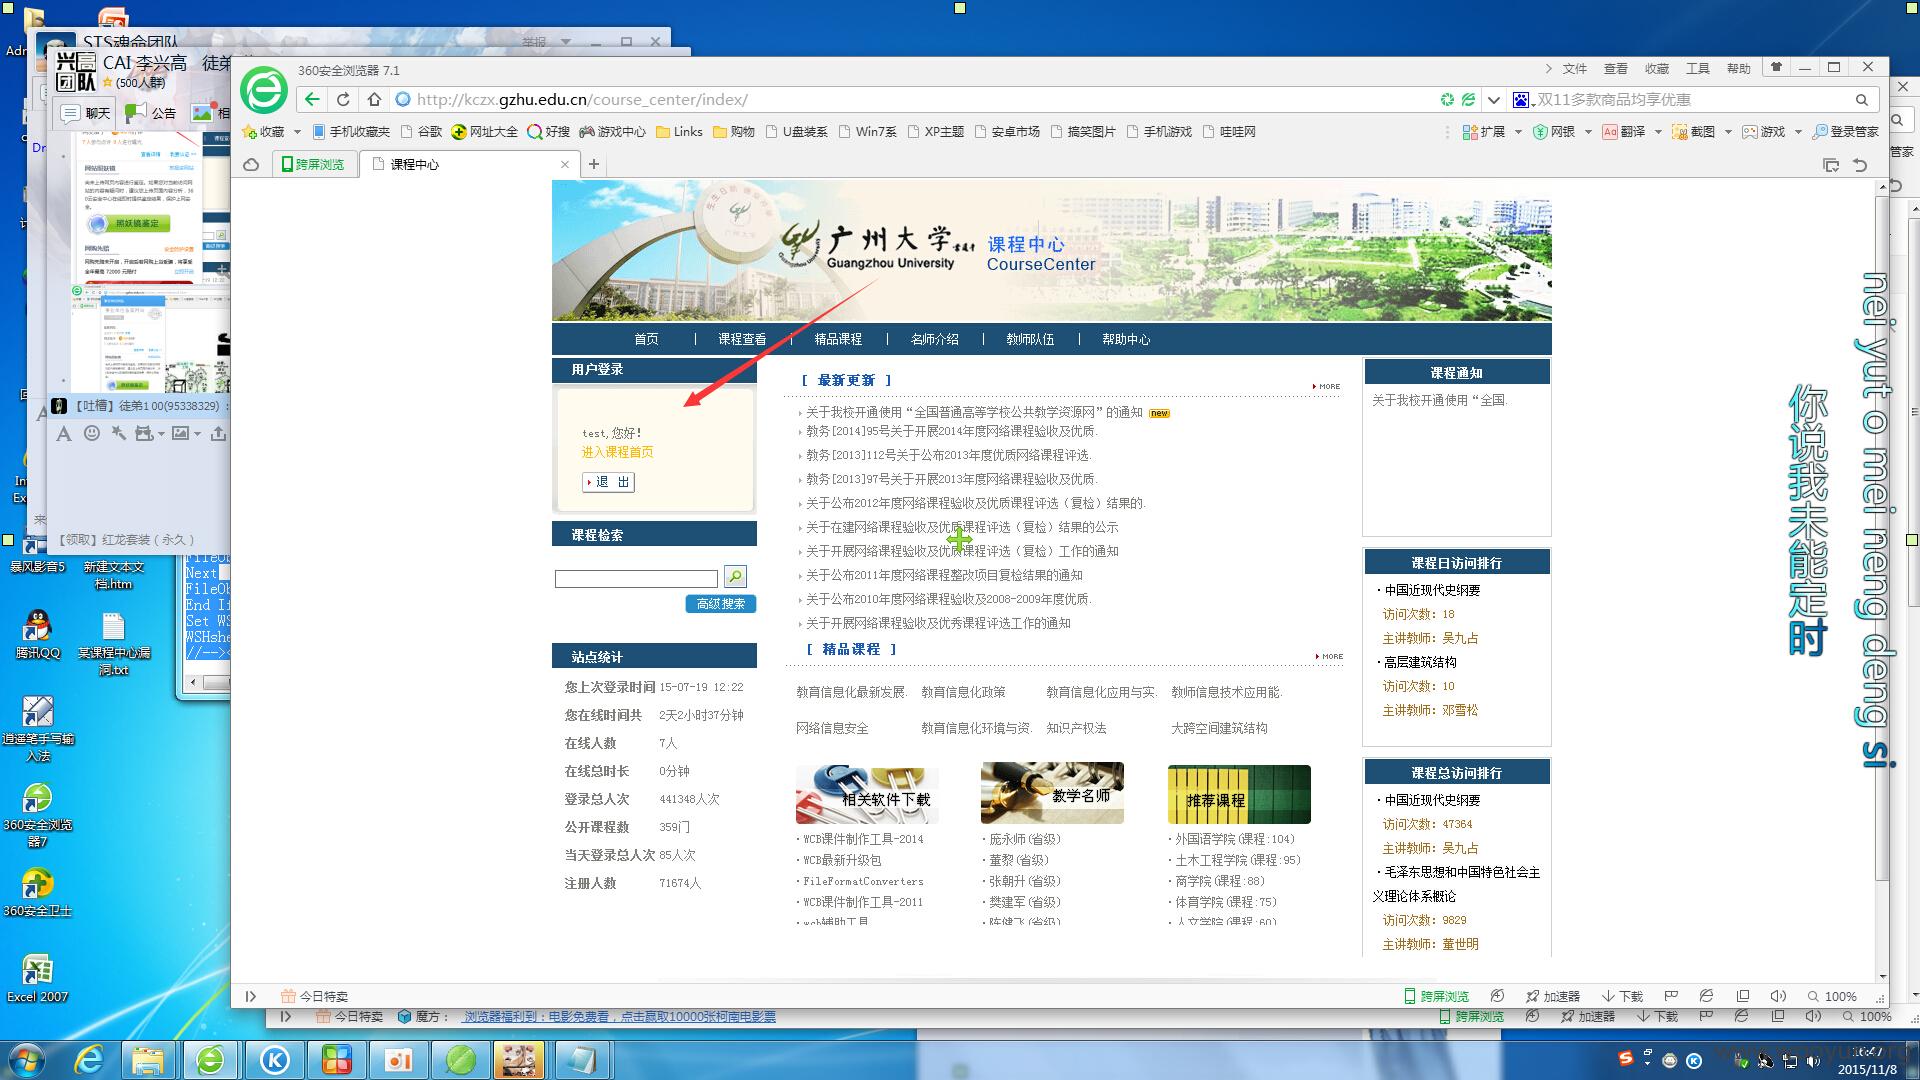 STS魂命团队
举报
CAI 李兴高 徒弟
(500人群)
聊天
公告
相
照妖镜鉴定
【吐槽】徒弟100(95338329)：
【领取】红龙套装（永久）
360安全浏览器 7.1
文件 查看 收藏 工具 帮助
http://kczx.gzhu.edu.cn/course_center/index/
双11多款商品均享优惠
收藏 手机收藏夹 谷歌 网址大全 好搜 游戏中心 Links 购物 U盘装系 Win7系 XP主题 安卓市场 搞笑图片 手机游戏 哇哇网
扩展 网银 翻译 截图 游戏 登录管家
跨屏浏览 课程中心
广州大学
Guangzhou University
课程中心
CourseCenter
首页 | 课程查看 | 精品课程 | 名师介绍 | 教师队伍 | 帮助中心
用户登录
test,您好!
进入课程首页
退 出
课程检索
高级搜索
站点统计
您上次登录时间 15-07-19 12:22
您在线时间共 2天2小时37分钟
在线人数 7人
在线总时长 0分钟
登录总人次 441348人次
公开课程数 359门
当天登录总人次 85人次
注册人数 71674人
[ 最新更新 ]
MORE
关于我校开通使用“全国普通高等学校公共教学资源网”的通知 new
教务[2014]95号关于开展2014年度网络课程验收及优质.
教务[2013]112号关于公布2013年度优质网络课程评选.
教务[2013]97号关于开展2013年度网络课程验收及优质.
关于公布2012年度网络课程验收及优质课程评选（复检）结果的.
关于在建网络课程验收及优质课程评选（复检）结果的公示
关于开展网络课程验收及优质课程评选（复检）工作的通知
关于公布2011年度网络课程整改项目复检结果的通知
关于公布2010年度网络课程验收及2008-2009年度优质.
关于开展网络课程验收及优秀课程评选工作的通知
[ 精品课程 ]
MORE
教育信息化最新发展. 教育信息化政策 教育信息化应用与实. 教师信息技术应用能.
网络信息安全 教育信息化环境与资. 知识产权法 大跨空间建筑结构
相关软件下载
·WCB课件制作工具-2014
·WCB最新升级包
·FileFormatConverters
·WCB课件制作工具-2011
·wcb辅助工具
教学名师
·庞永师(省级)
·董黎(省级)
·张朝升(省级)
·樊建军(省级)
·陈健飞(省级)
推荐课程
·外国语学院(课程:104)
·土木工程学院(课程:95)
·商学院(课程:88)
·体育学院(课程:75)
·人文学院(课程:60)
课程通知
关于我校开通使用“全国.
课程日访问排行
·中国近现代史纲要
访问次数: 18
主讲教师: 吴九占
·高层建筑结构
访问次数: 10
主讲教师: 邓雪松
课程总访问排行
·中国近现代史纲要
访问次数: 47364
主讲教师: 吴九占
·毛泽东思想和中国特色社会主
义理论体系概论
访问次数: 9829
主讲教师: 董世明
今日特卖
跨屏浏览 加速器 下载 100%
今日特卖 魔方： 浏览器福利到：电影免费看，点击赢取10000张柯南电影票
跨屏浏览 加速器 下载 100%
nei yut o mei neng deng si
你说我未能定时
管家
暴风影音5
新建文本文档.htm
腾讯QQ
某课程中心漏洞.txt
逍遥笔手写输入法
360安全浏览器7
360安全卫士
Excel 2007
Next
End If
Set WS
WSHshe
//--><
2015/11/8